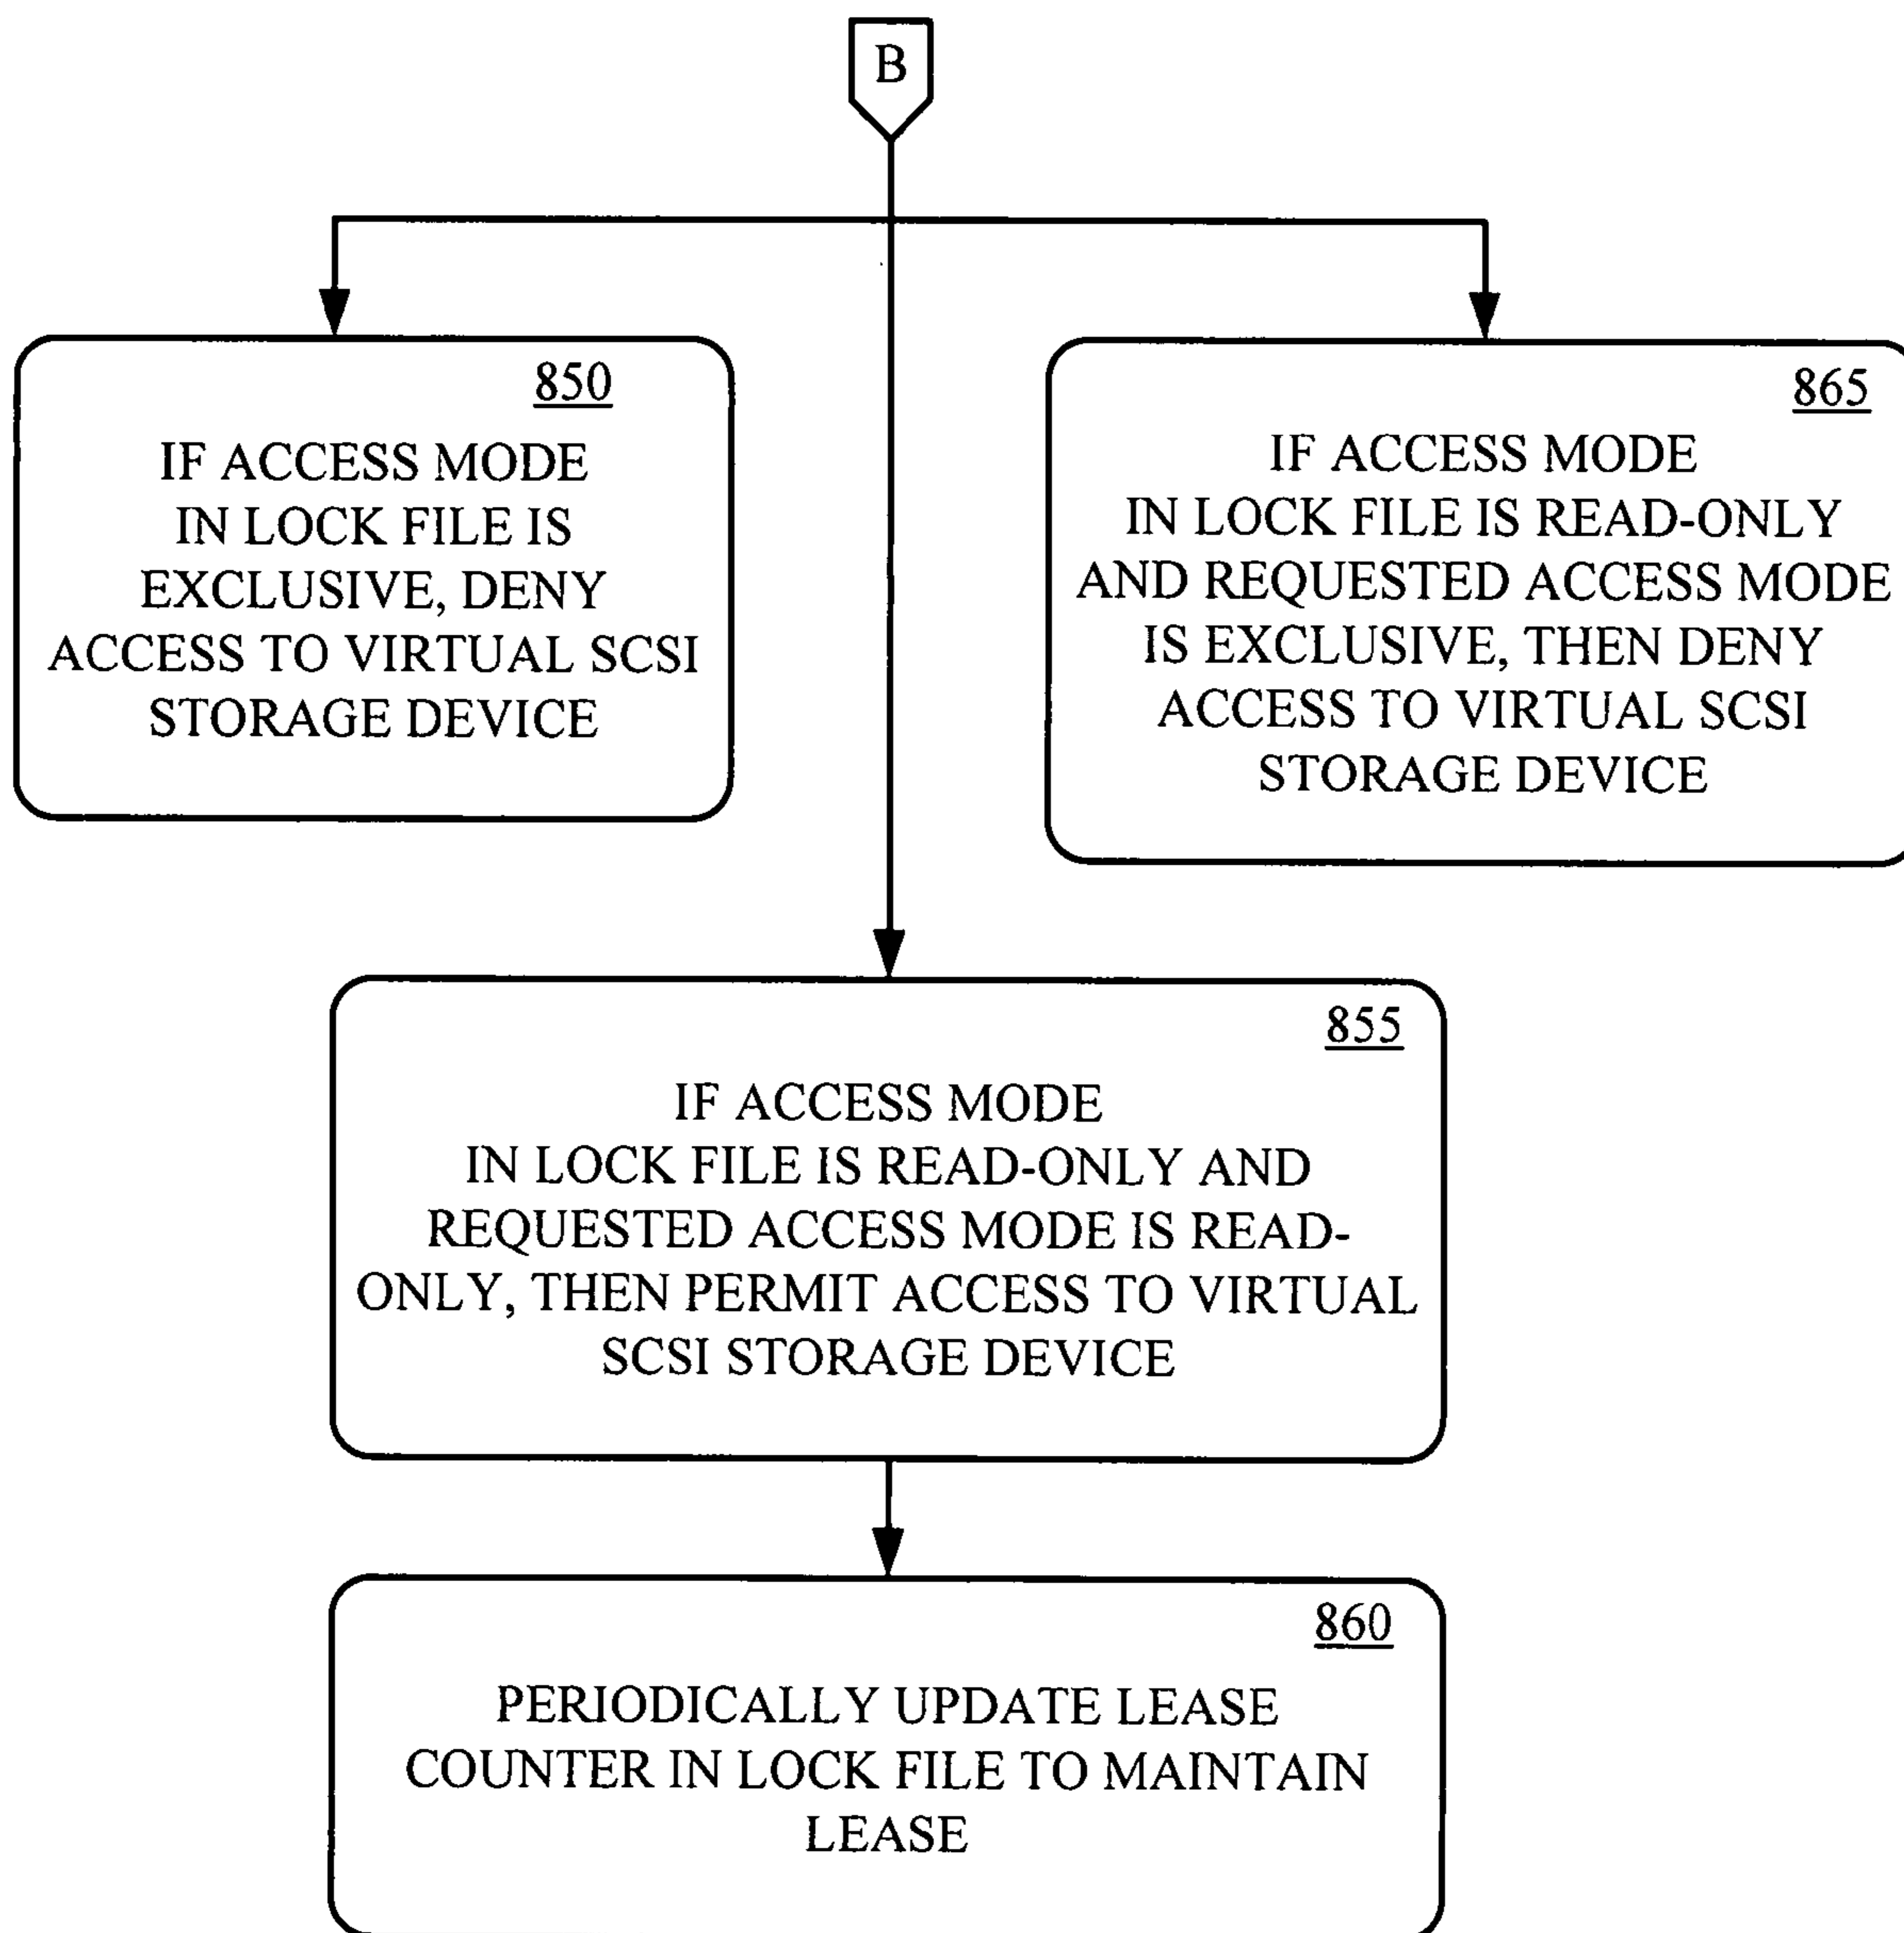 B
850
IF ACCESS MODE
IN LOCK FILE IS
EXCLUSIVE, DENY
ACCESS TO VIRTUAL SCSI
STORAGE DEVICE
865
IF ACCESS MODE
IN LOCK FILE IS READ-ONLY
AND REQUESTED ACCESS MODE
IS EXCLUSIVE, THEN DENY
ACCESS TO VIRTUAL SCSI
STORAGE DEVICE
855
IF ACCESS MODE
IN LOCK FILE IS READ-ONLY AND
REQUESTED ACCESS MODE IS READ-
ONLY, THEN PERMIT ACCESS TO VIRTUAL
SCSI STORAGE DEVICE
860
PERIODICALLY UPDATE LEASE
COUNTER IN LOCK FILE TO MAINTAIN
LEASE